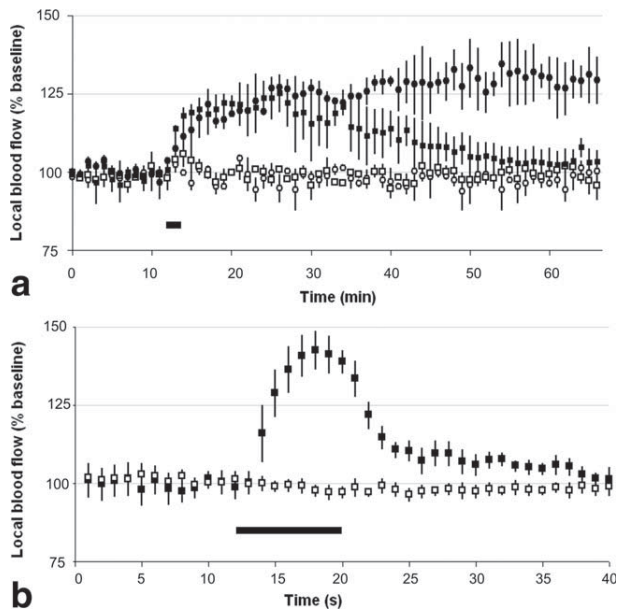 150
125
100
75
Local blood flow (% baseline)
0 10 20 30 40 50 60
Time (min)
a
150
125
100
75
Local blood flow (% baseline)
0 5 10 15 20 25 30 35 40
Time (s)
b